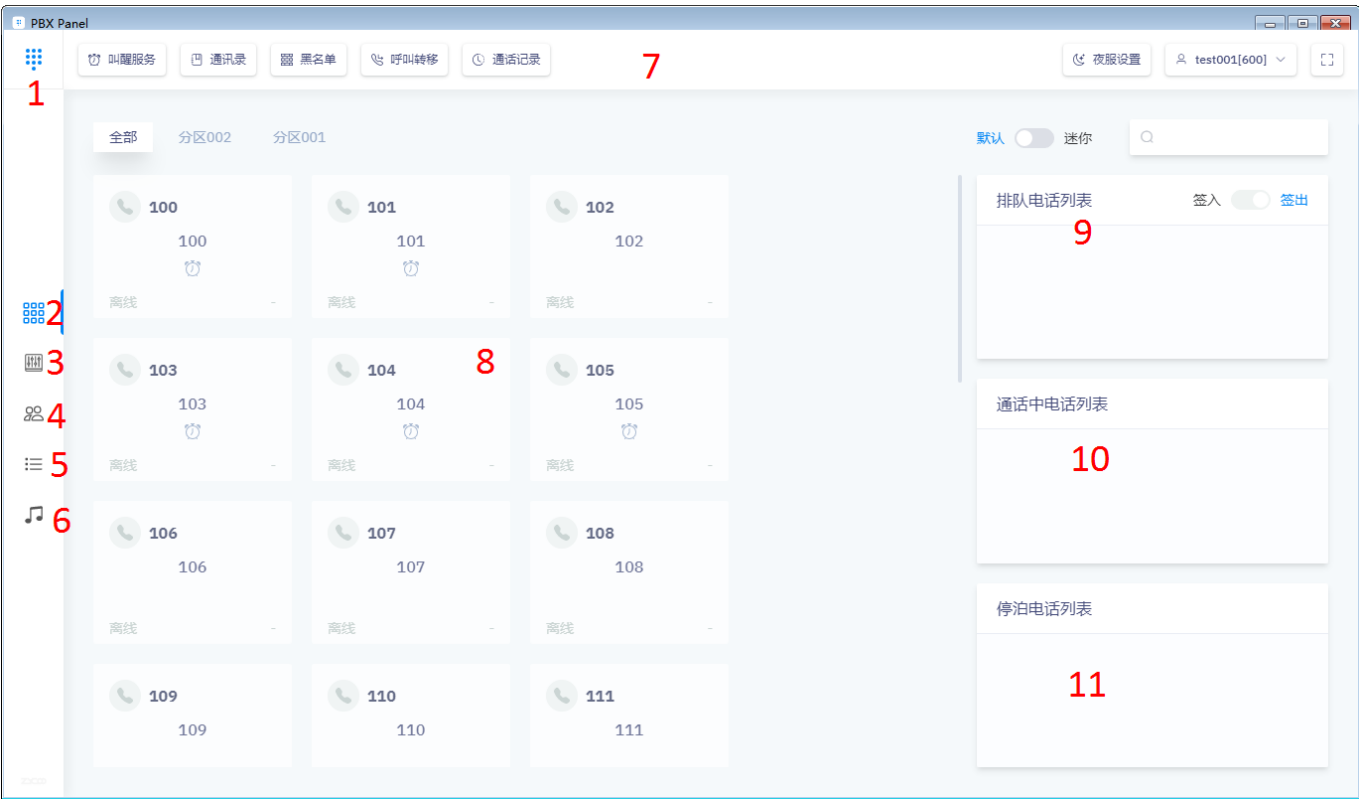 PBX Panel
叫醒服务 通讯录 黑名单 呼叫转移 通话记录 7 夜服设置 test001[600]
1
全部 分区002 分区001 默认 迷你
100 101 102 排队电话列表 签入 签出
9
100 101 102
离线 - 离线 - 离线 -
2
3
4
5
6
103 104 8 105
103 104 105
离线 - 离线 - 离线 -
通话中电话列表
10
106 107 108
106 107 108
离线 - 离线 - 离线 -
停泊电话列表
11
109 110 111
109 110 111